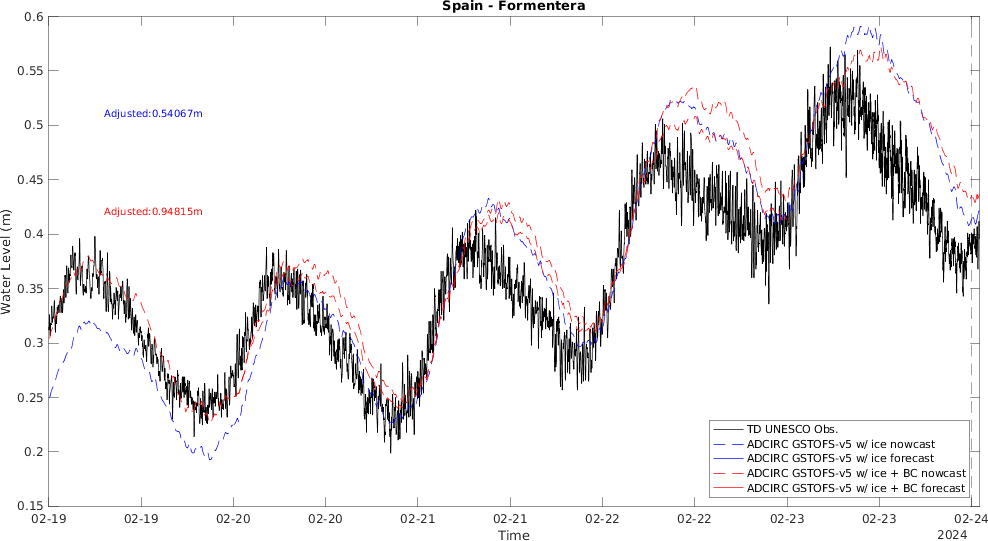 Spain - Formentera
0.6
0.55
0.5
0.45
0.4
0.35
0.3
0.25
0.2
0.15
Water Level (m)
Adjusted:0.54067m
Adjusted:0.94815m
TD UNESCO Obs.
ADCIRC GSTOFS-v5 w/ ice nowcast
ADCIRC GSTOFS-v5 w/ ice forecast
ADCIRC GSTOFS-v5 w/ ice + BC nowcast
ADCIRC GSTOFS-v5 w/ ice + BC forecast
02-19 02-19 02-20 02-20 02-21 02-21 02-22 02-22 02-23 02-23 02-24
Time
2024